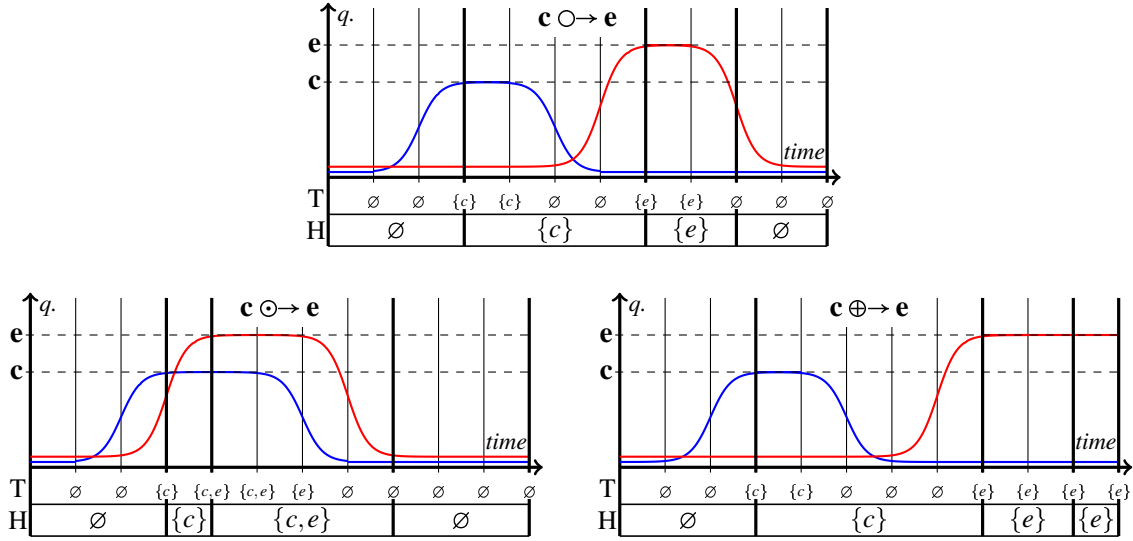 q.
c ○→ e
e
c
time
T ∅ ∅ {c} {c} ∅ ∅ {e} {e} ∅ ∅ ∅
H ∅ {c} {e} ∅
q.
c ⊙→ e
e
c
time
T ∅ ∅ {c} {c,e} {c,e} {e} ∅ ∅ ∅ ∅ ∅
H ∅ {c} {c,e} ∅
q.
c ⊕→ e
e
c
time
T ∅ ∅ {c} {c} ∅ ∅ ∅ {e} {e} {e} {e}
H ∅ {c} {e} {e}